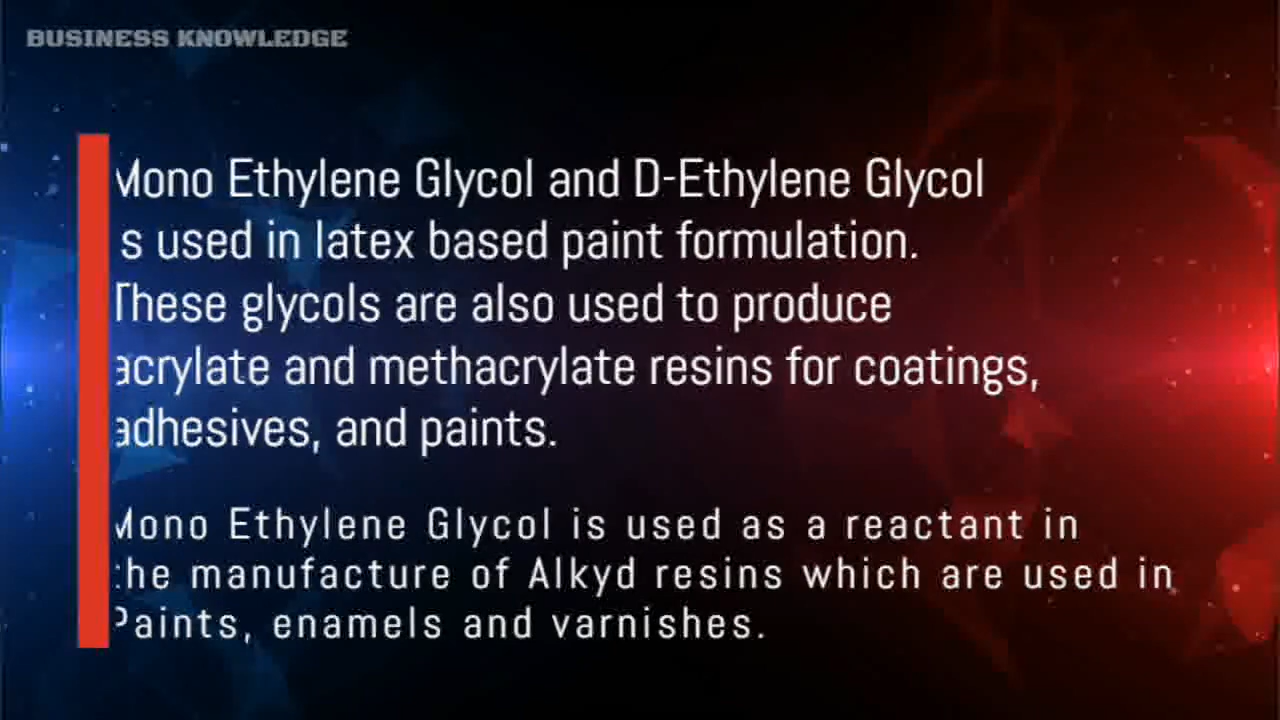 BUSINESS KNOWLEDGE
Mono Ethylene Glycol and D-Ethylene Glycol
is used in latex based paint formulation.
These glycols are also used to produce
acrylate and methacrylate resins for coatings,
adhesives, and paints.
Mono Ethylene Glycol is used as a reactant in
the manufacture of Alkyd resins which are used in
Paints, enamels and varnishes.